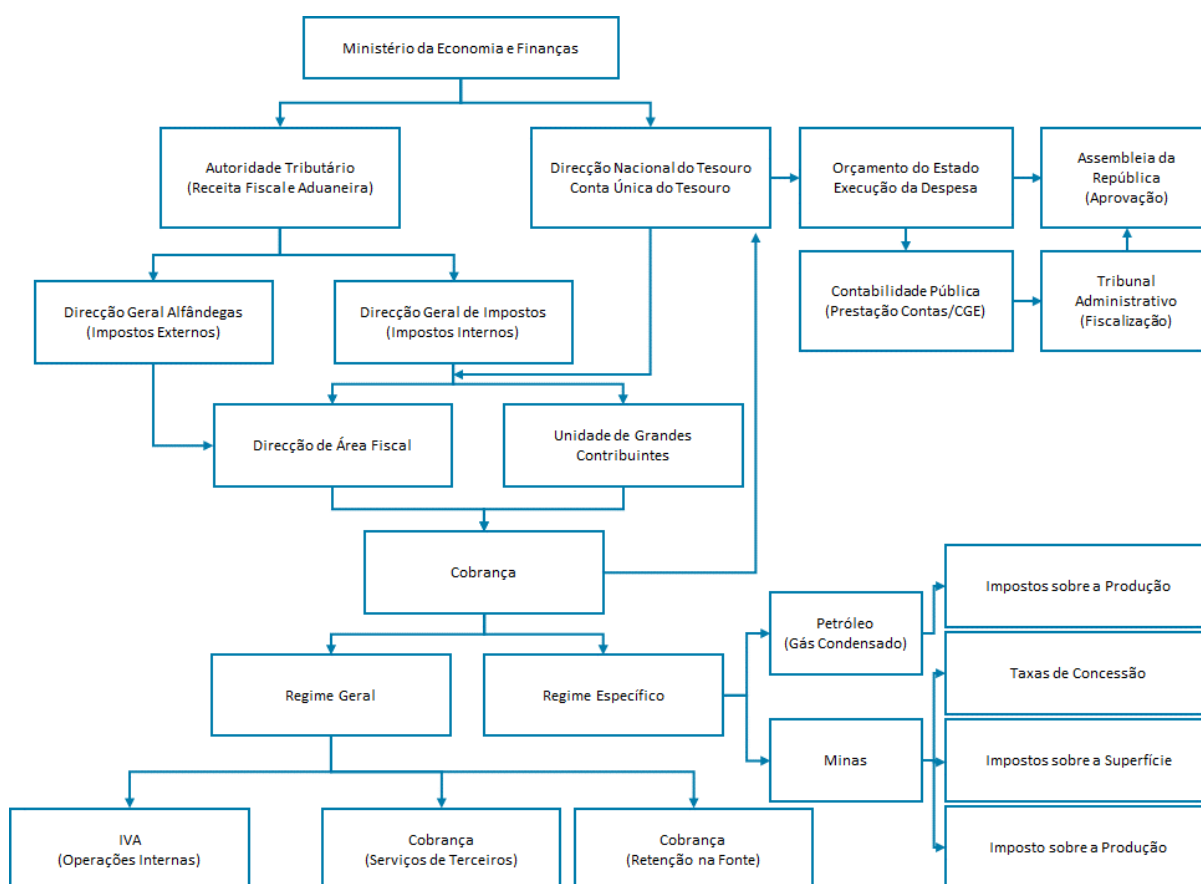 Ministério da Economia e Finanças
Autoridade Tributário
(Receita Fiscal e Aduaneira)
Direcção Nacional do Tesouro
Conta Única do Tesouro
Orçamento do Estado
Execução da Despesa
Assembleia da
República
(Aprovação)
Direcção Geral Alfândegas
(Impostos Externos)
Direcção Geral de Impostos
(Impostos Internos)
Contabilidade Pública
(Prestação Contas/CGE)
Tribunal
Administrativo
(Fiscalização)
Direcção de Área Fiscal
Unidade de Grandes
Contribuintes
Cobrança
Regime Geral
Regime Específico
Petróleo
(Gás Condensado)
Impostos sobre a Produção
Taxas de Concessão
Minas
Impostos sobre a Superfície
Imposto sobre a Produção
IVA
(Operações Internas)
Cobrança
(Serviços de Terceiros)
Cobrança
(Retenção na Fonte)